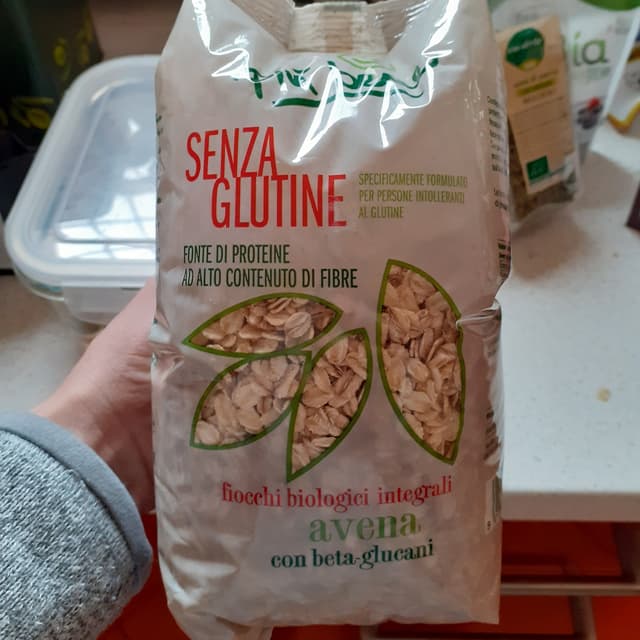 SENZA
GLUTINE
SPECIFICAMENTE FORMULATO
PER PERSONE INTOLLERANTI
AL GLUTINE
FONTE DI PROTEINE
AD ALTO CONTENUTO DI FIBRE
fiocchi biologici integrali
avena
con beta-glucani
ia